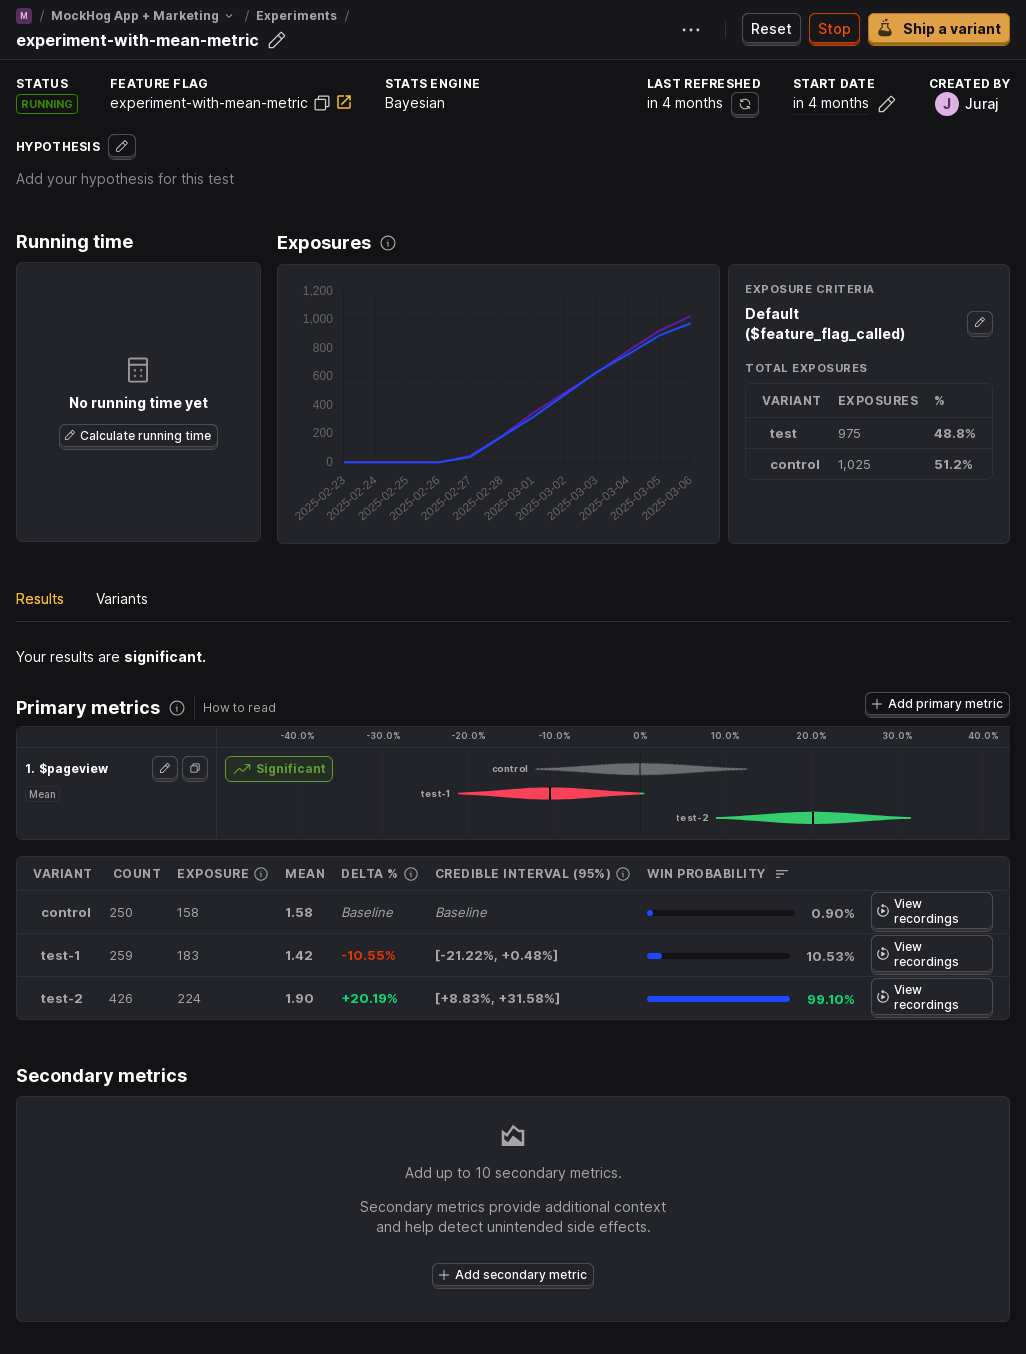 M / MockHog App + Marketing / Experiments /
experiment-with-mean-metric
Reset
Stop
Ship a variant
STATUS
RUNNING
FEATURE FLAG
experiment-with-mean-metric
STATS ENGINE
Bayesian
LAST REFRESHED
in 4 months
START DATE
in 4 months
CREATED BY
J Juraj
HYPOTHESIS
Add your hypothesis for this test
Running time
No running time yet
Calculate running time
Exposures
1,200
1,000
800
600
400
200
0
2025-02-23
2025-02-24
2025-02-25
2025-02-26
2025-02-27
2025-02-28
2025-03-01
2025-03-02
2025-03-03
2025-03-04
2025-03-05
2025-03-06
EXPOSURE CRITERIA
Default
($feature_flag_called)
TOTAL EXPOSURES
VARIANT EXPOSURES %
test 975 48.8%
control 1,025 51.2%
Results Variants
Your results are significant.
Primary metrics How to read
Add primary metric
-40.0% -30.0% -20.0% -10.0% 0% 10.0% 20.0% 30.0% 40.0%
1. $pageview
Mean
Significant
control
test-1
test-2
VARIANT COUNT EXPOSURE MEAN DELTA % CREDIBLE INTERVAL (95%) WIN PROBABILITY
control 250 158 1.58 Baseline Baseline 0.90% View recordings
test-1 259 183 1.42 -10.55% [-21.22%, +0.48%] 10.53% View recordings
test-2 426 224 1.90 +20.19% [+8.83%, +31.58%] 99.10% View recordings
Secondary metrics
Add up to 10 secondary metrics.
Secondary metrics provide additional context
and help detect unintended side effects.
Add secondary metric